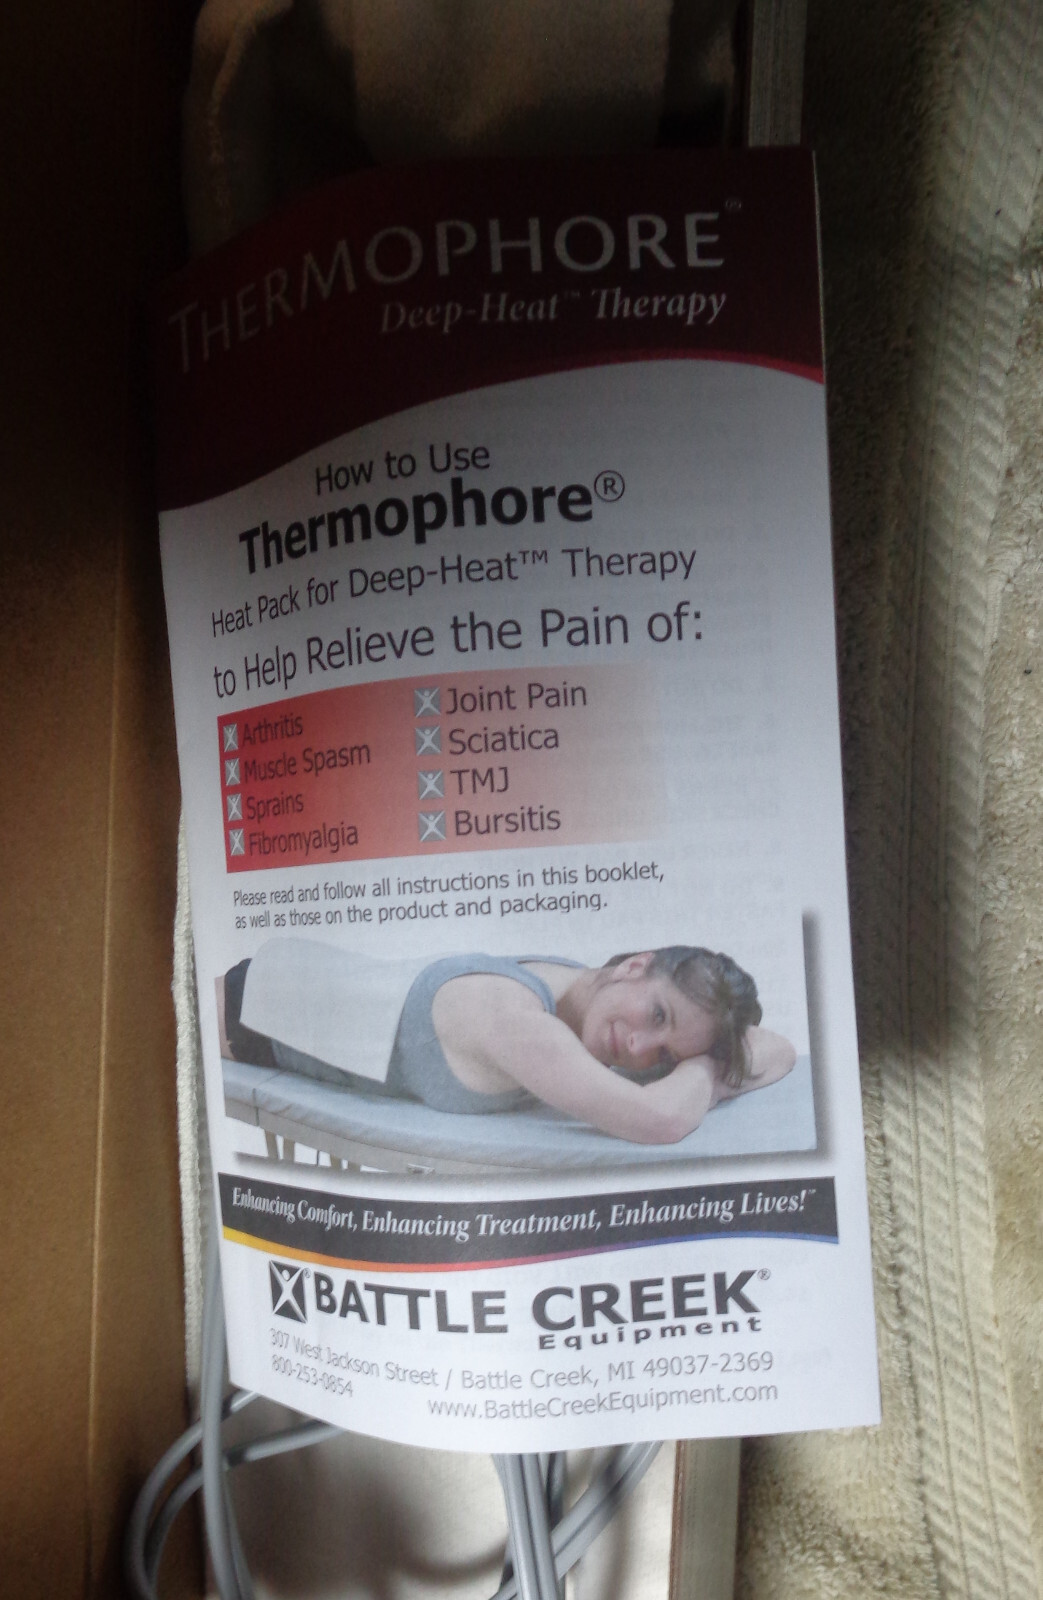 THERMOPHORE®
Deep-Heat™ Therapy
How to Use
Thermophore®
Heat Pack for Deep-Heat™ Therapy
to Help Relieve the Pain of:
Arthritis
Muscle Spasm
Sprains
Fibromyalgia
Joint Pain
Sciatica
TMJ
Bursitis
Please read and follow all instructions in this booklet,
as well as those on the product and packaging.
Enhancing Comfort, Enhancing Treatment, Enhancing Lives!™
BATTLE CREEK®
Equipment
307 West Jackson Street / Battle Creek, MI 49037-2369
800-253-0854
www.BattleCreekEquipment.com